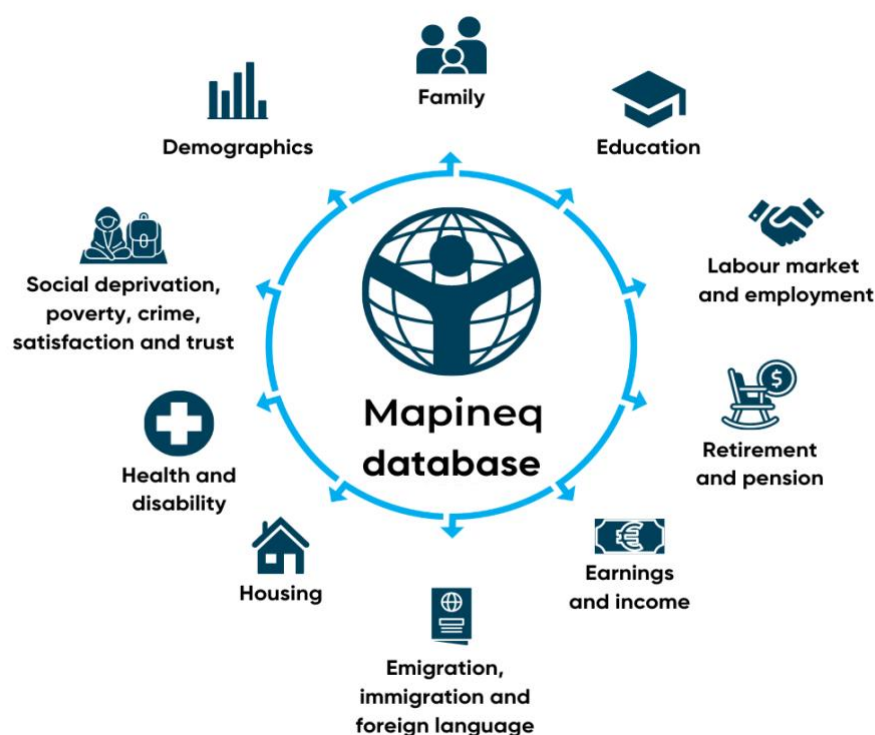 Family
Demographics
Education
Social deprivation,
poverty, crime,
satisfaction and trust
Labour market
and employment
$
Mapineq
database
Health and
disability
Retirement
and pension
Housing
€
Earnings
and income
Emigration,
immigration and
foreign language